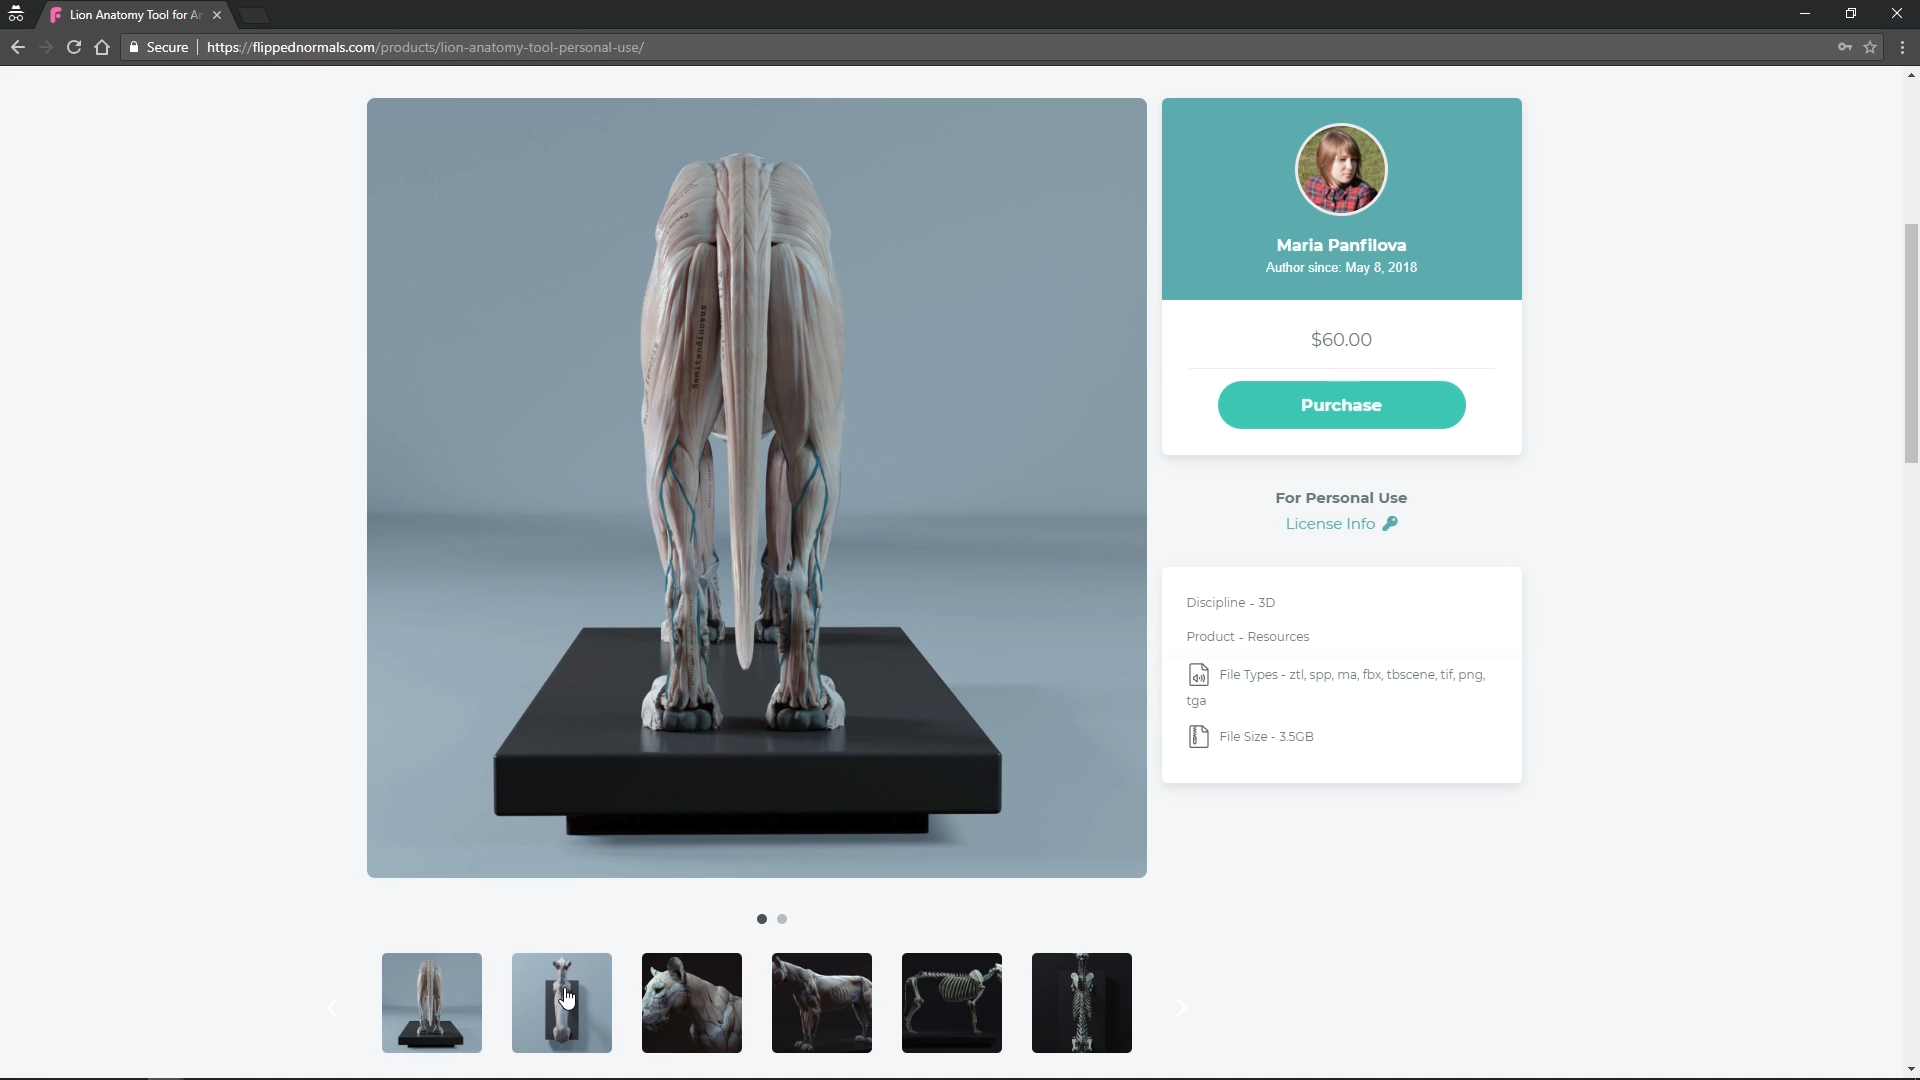 Lion Anatomy Tool for Ar
Secure
https://flippednormals.com/products/lion-anatomy-tool-personal-use/
Semitendinosus
Maria Panfilova
Author since: May 8, 2018
$60.00
Purchase
For Personal Use
License Info
Discipline - 3D
Product - Resources
File Types - ztl, spp, ma, fbx, tbscene, tif, png,
tga
File Size - 3.5GB